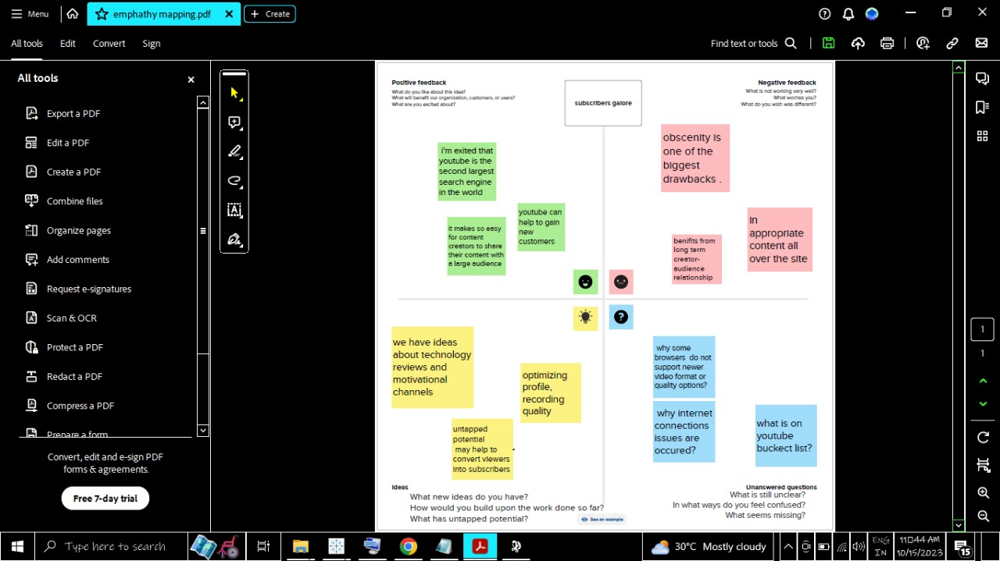 Menu
emphathy mapping.pdf
Create
All tools
Edit
Convert
Sign
Find text or tools
All tools
Export a PDF
Edit a PDF
Create a PDF
Combine files
Organize pages
Add comments
Request e-signatures
Scan & OCR
Protect a PDF
Redact a PDF
Compress a PDF
Prepare a form
Convert, edit and e-sign PDF
forms & agreements.
Free 7-day trial
Positive feedback
What do you like about this idea?
What will benefit our organization, customers, or users?
What are you excited about?
subscribers galore
Negative feedback
What is not working very well?
What worries you?
What do you wish was different?
i'm exited that
youtube is the
second largest
search engine
in the world
youtube can
help to gain
new
customers
it makes so easy
for content
creators to share
their content with
a large audience
obscenity is
one of the
biggest
drawbacks .
in
appropriate
content all
over the site
benifits from
long term
creator-
audience
relationship
we have ideas
about technology
reviews and
motivational
channels
optimizing
profile,
recording
quality
untapped
potential
may help to
convert viewers
into subscribers
?
why some
browsers do not
support newer
video format or
quality options?
why internet
connections
issues are
occured?
what is on
youtube
buckect list?
Ideas
What new ideas do you have?
How would you build upon the work done so far?
What has untapped potential?
See an example
Unanswered questions
What is still unclear?
In what ways do you feel confused?
What seems missing?
1
1
Type here to search
30°C Mostly cloudy
ENG
IN
11:44 AM
10/15/2023
15